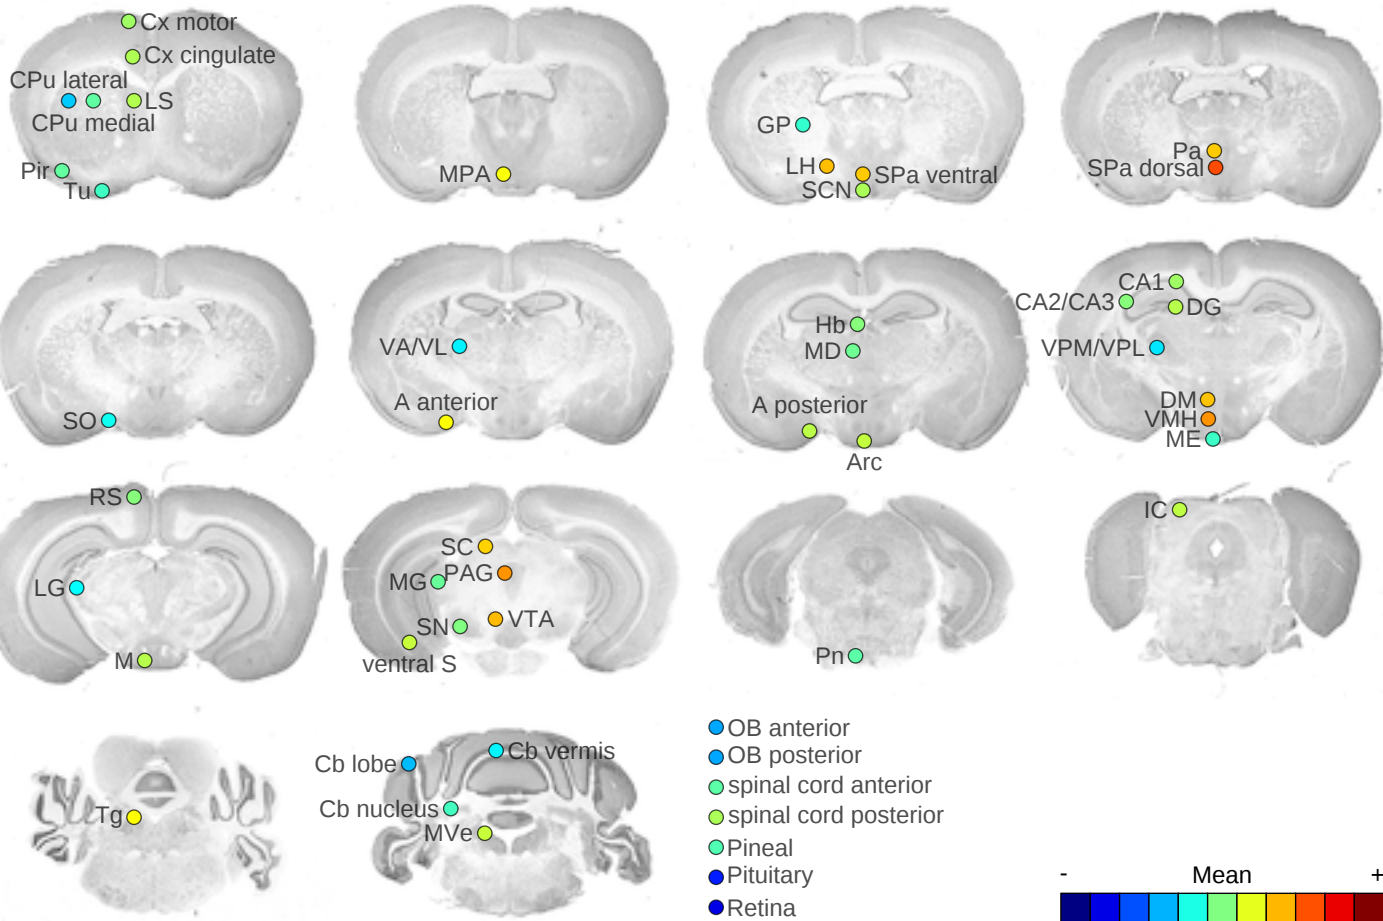 Cx motor
Cx cingulate
CPu lateral
LS
CPu medial
Pir
Tu
MPA
GP
LH
SPa ventral
SCN
Pa
SPa dorsal
SO
VA/VL
A anterior
Hb
MD
A posterior
Arc
CA1
CA2/CA3
DG
VPM/VPL
DM
VMH
ME
RS
LG
M
SC
PAG
MG
VTA
SN
ventral S
Pn
IC
Tg
Cb vermis
Cb lobe
Cb nucleus
MVe
OB anterior
OB posterior
spinal cord anterior
spinal cord posterior
Pineal
Pituitary
Retina
- Mean +